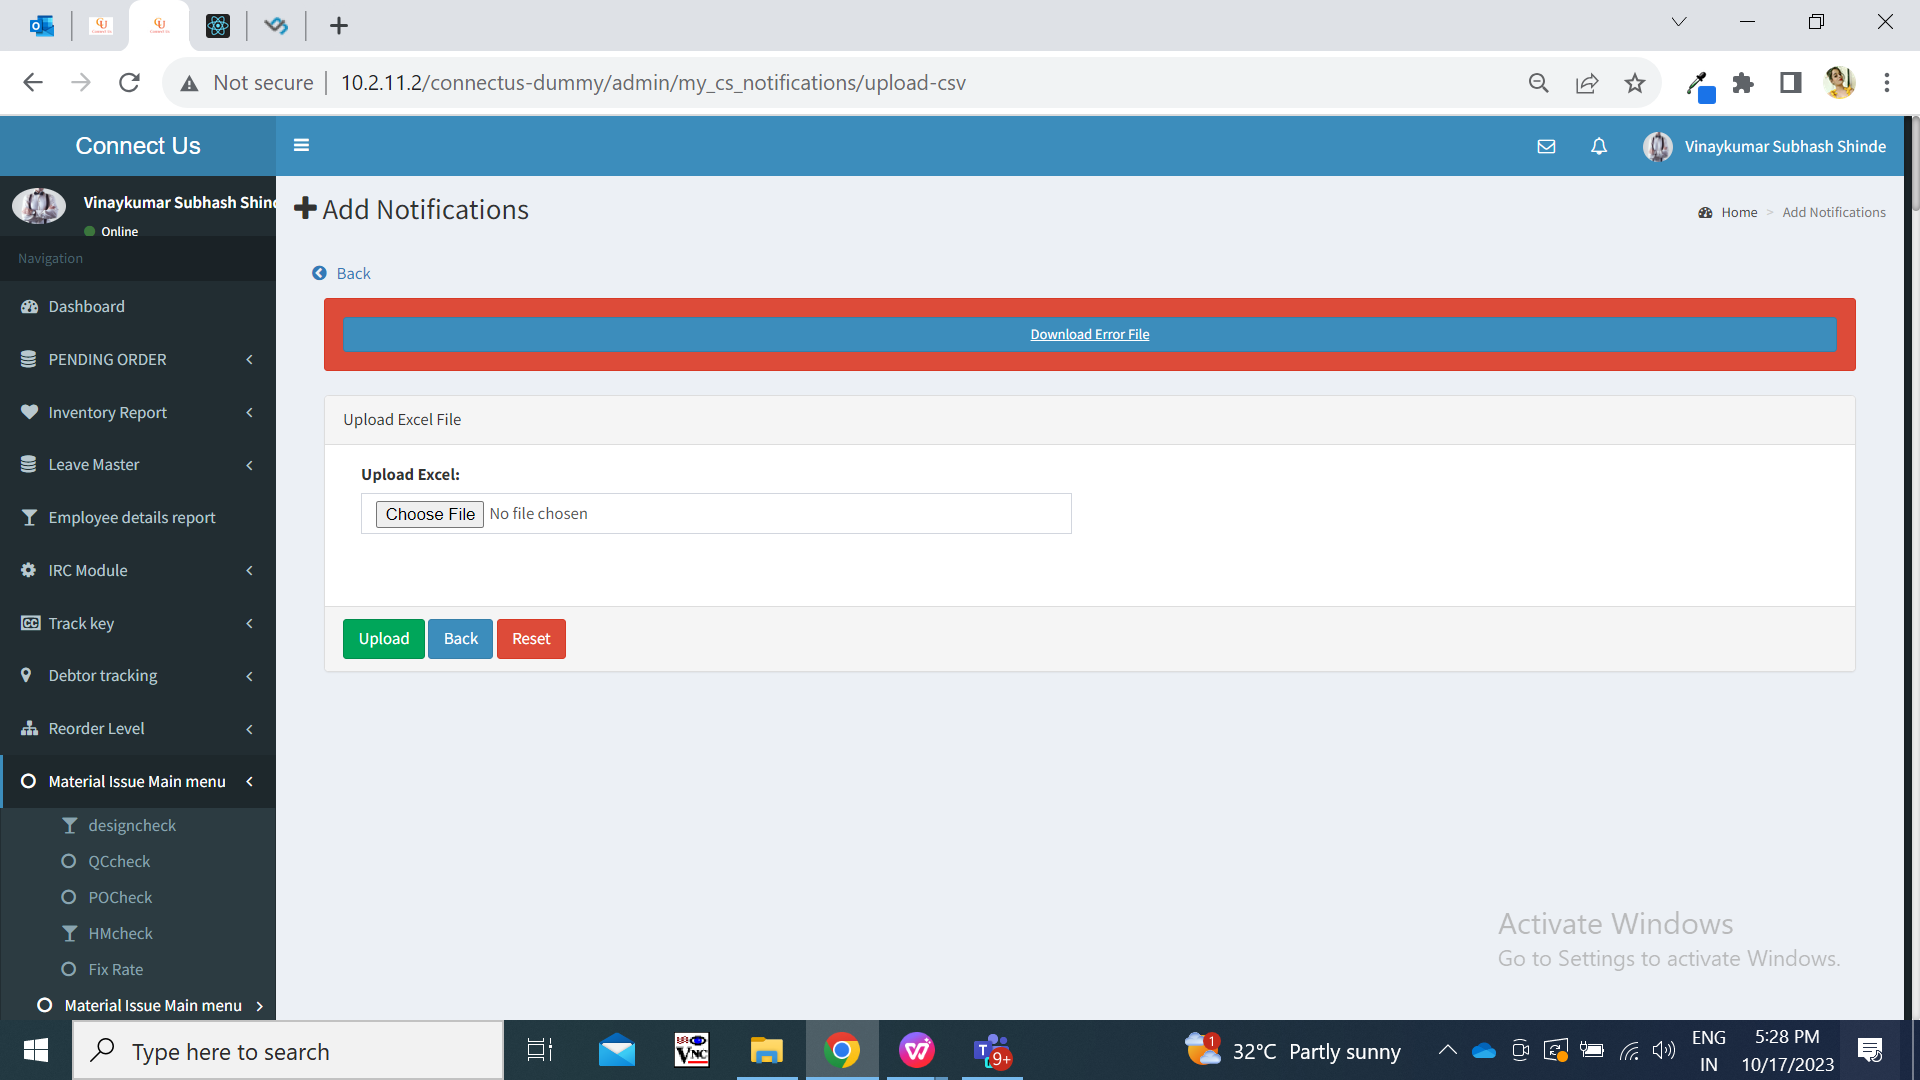 Not secure
10.2.11.2/connectus-dummy/admin/my_cs_notifications/upload-csv
Connect Us
Vinaykumar Subhash Shinde
Vinaykumar Subhash Shin
Online
Add Notifications
Home > Add Notifications
Navigation
Back
Dashboard
Download Error File
PENDING ORDER
Inventory Report
Upload Excel File
Leave Master
Upload Excel:
Choose File No file chosen
Employee details report
IRC Module
Track key
Upload Back Reset
Debtor tracking
Reorder Level
Material Issue Main menu
designcheck
QCcheck
POCheck
HMcheck
Fix Rate
Material Issue Main menu
Activate Windows
Go to Settings to activate Windows.
Type here to search
VNC
9+
1
32°C Partly sunny
ENG
IN
5:28 PM
10/17/2023